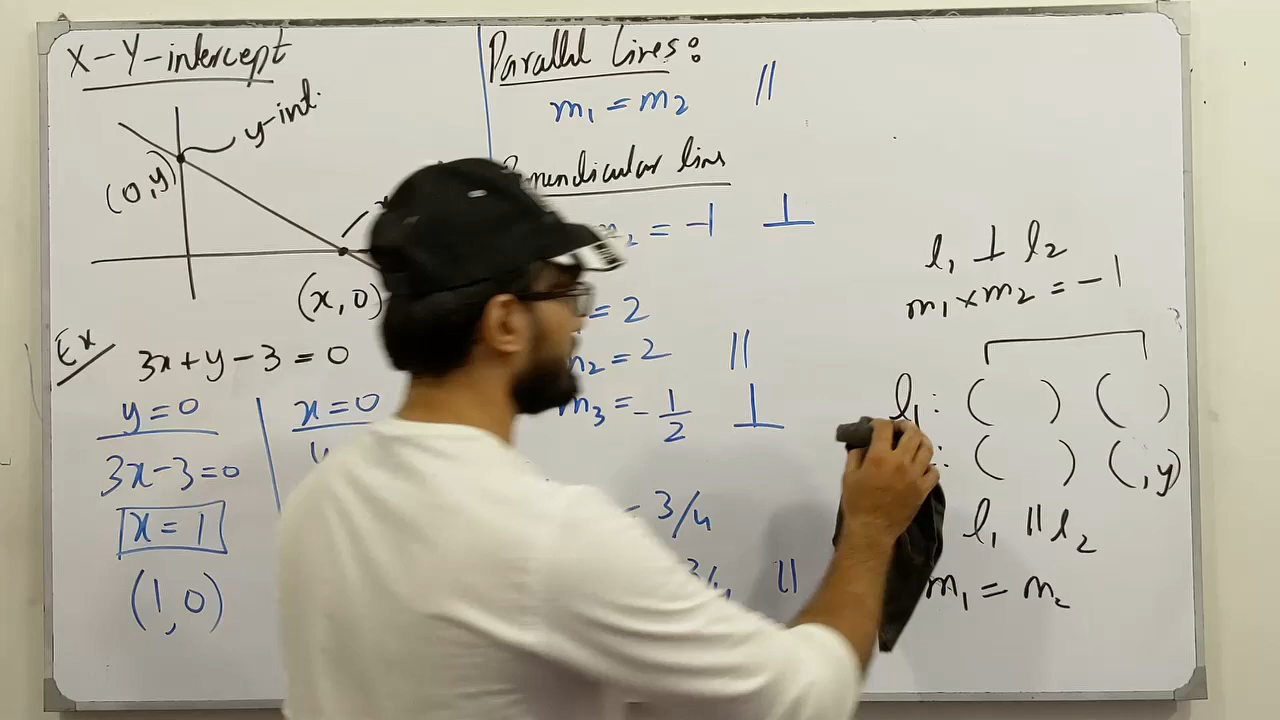 X-Y-intercept
y-int.
(0,y)
(x,0)
Ex
3x+y-3=0
y=0
3x-3=0
x=1
(1,0)
x=0
Parallel lines:
m₁ = m₂ //
line
= -1 ⊥
= 2
m₂ = 2 ||
m₃ = -1/2 ⊥
3/4
||
l₁ ⊥ l₂
m₁ × m₂ = -1
l₁: ( ) ( )
: ( ) ( ,y)
l₁ || l₂
m₁ = m₂